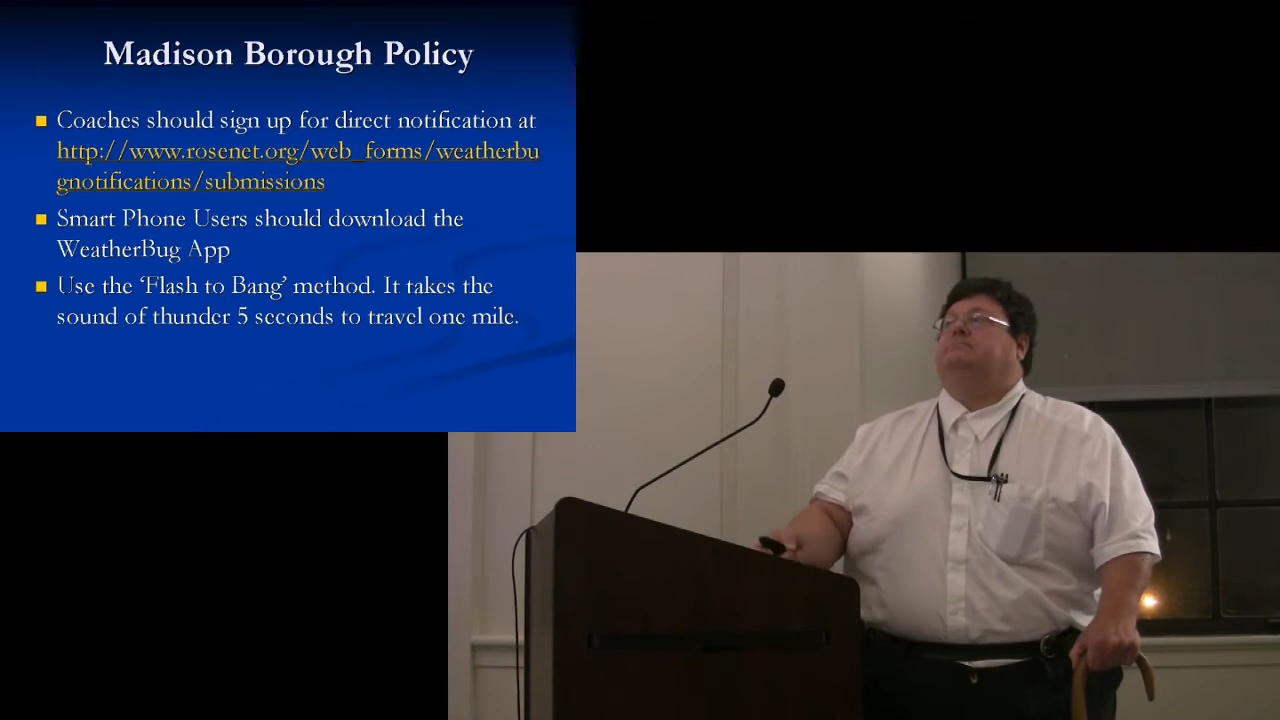 Madison Borough Policy
Coaches should sign up for direct notification at
http://www.rosenet.org/web_forms/weatherbu
gnotifications/submissions
Smart Phone Users should download the
WeatherBug App
Use the ‘Flash to Bang’ method. It takes the
sound of thunder 5 seconds to travel one mile.